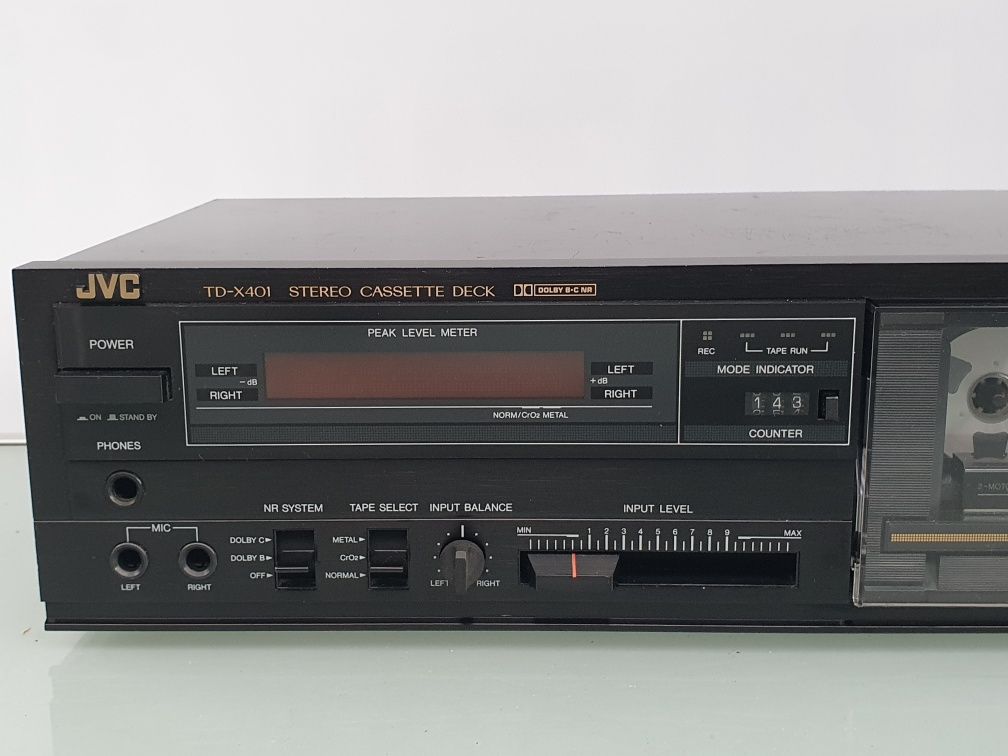 JVC
TD-X401 STEREO CASSETTE DECK DOLBY B-C NR
POWER
ON STAND BY
PHONES
PEAK LEVEL METER
LEFT
RIGHT
− dB
LEFT
RIGHT
+ dB
NORM/CrO2 METAL
REC
TAPE RUN
MODE INDICATOR
143
COUNTER
MIC
LEFT
RIGHT
NR SYSTEM
DOLBY C
DOLBY B
OFF
TAPE SELECT
METAL
CrO2
NORMAL
INPUT BALANCE
LEFT
RIGHT
INPUT LEVEL
MIN 1 2 3 4 5 6 7 8 9 MAX